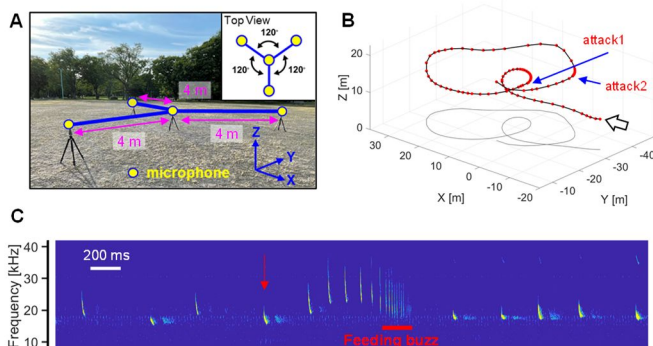 A
Top View
120°
120°
120°
4 m
4 m
4 m
Z
Y
X
microphone
B
attack1
attack2
Z [m]
20
10
0
30
20
10
0
-10
-20
X [m]
-10
-20
-30
-40
Y [m]
C
Frequency [kHz]
40
30
20
10
200 ms
Feeding buzz